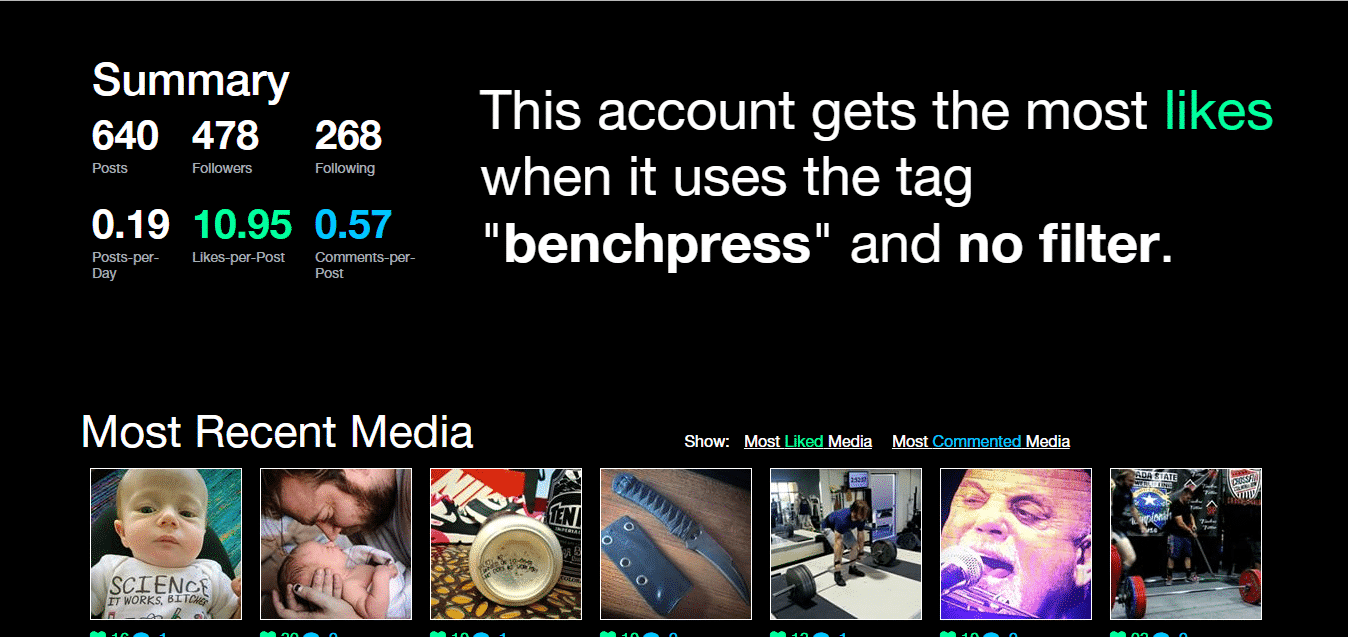 Summary
640 478 268
Posts Followers Following
0.19 10.95 0.57
Posts-per-Day Likes-per-Post Comments-per-Post
This account gets the most likes
when it uses the tag
"benchpress" and no filter.
Most Recent Media
Show: Most Liked Media Most Commented Media
SCIENCE
IT WORKS, BITCHES